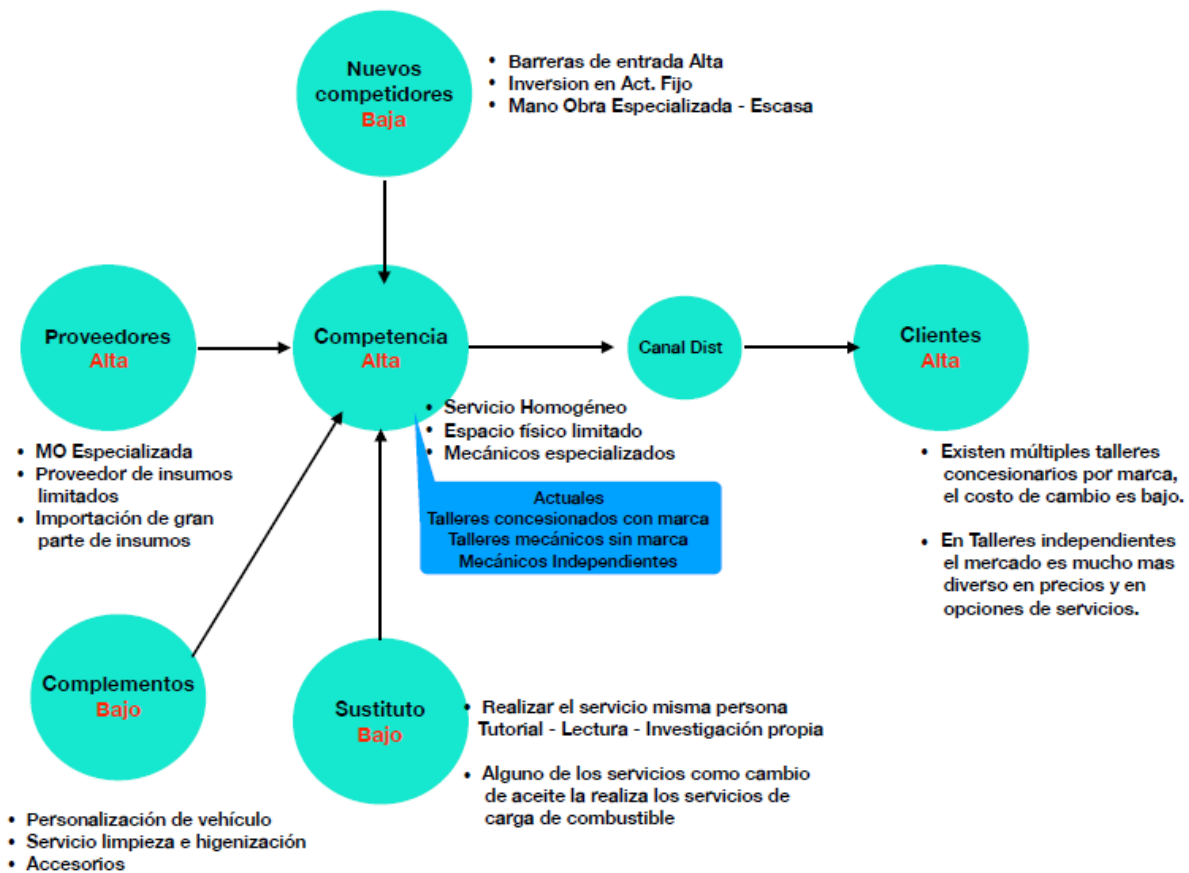 Nuevos
competidores
Baja
• Barreras de entrada Alta
• Inversion en Act. Fijo
• Mano Obra Especializada - Escasa
Proveedores
Alta
Competencia
Alta
Canal Dist
Clientes
Alta
• MO Especializada
• Proveedor de insumos
limitados
• Importación de gran
parte de insumos
• Servicio Homogéneo
• Espacio físico limitado
• Mecánicos especializados
Actuales
Talleres concesionados con marca
Talleres mecánicos sin marca
Mecánicos Independientes
• Existen múltiples talleres
concesionarios por marca,
el costo de cambio es bajo.
• En Talleres independientes
el mercado es mucho mas
diverso en precios y en
opciones de servicios.
Complementos
Bajo
• Personalización de vehículo
• Servicio limpieza e higenización
• Accesorios
Sustituto
Bajo
• Realizar el servicio misma persona
Tutorial - Lectura - Investigación propia
• Alguno de los servicios como cambio
de aceite la realiza los servicios de
carga de combustible